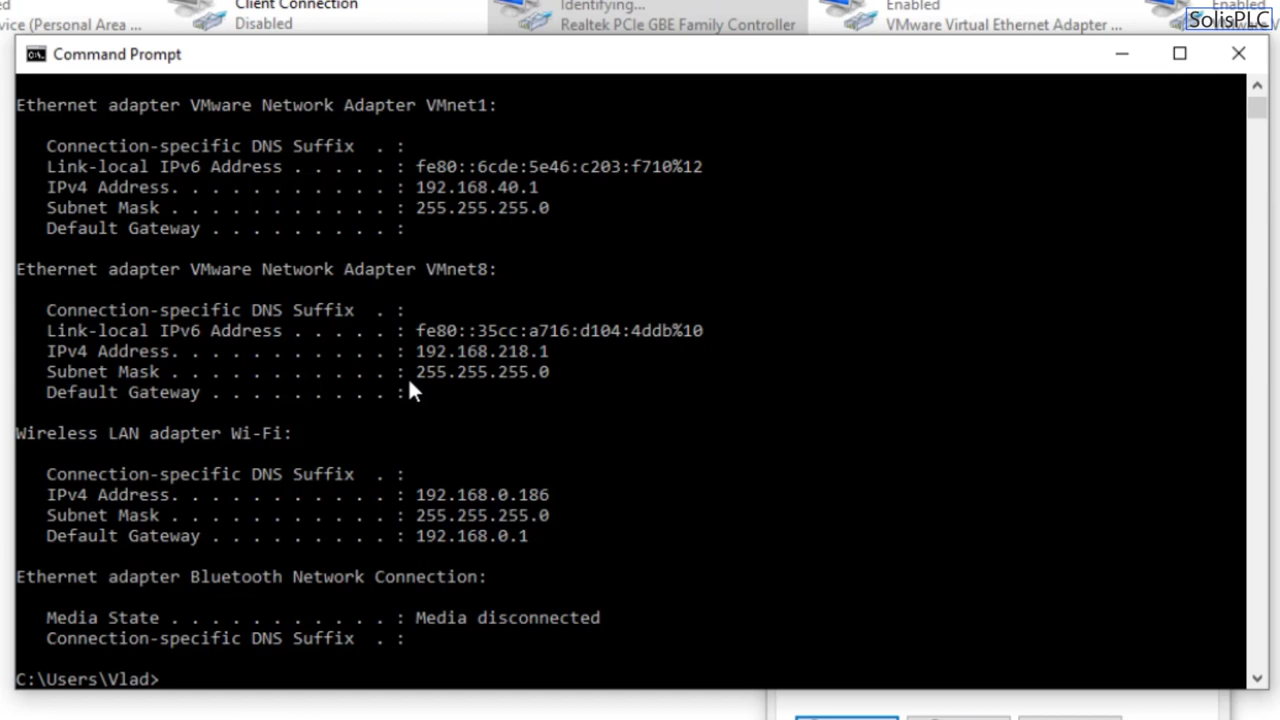 Client Connection
Identifying...
Enabled
Disabled
Realtek PCIe GBE Family Controller
VMware Virtual Ethernet Adapter ...
SolisPLC
vice (Personal Area ...
Command Prompt
Ethernet adapter VMware Network Adapter VMnet1:
Connection-specific DNS Suffix . :
Link-local IPv6 Address . . . . . : fe80::6cde:5e46:c203:f710%12
IPv4 Address. . . . . . . . . . . : 192.168.40.1
Subnet Mask . . . . . . . . . . . : 255.255.255.0
Default Gateway . . . . . . . . . :
Ethernet adapter VMware Network Adapter VMnet8:
Connection-specific DNS Suffix . :
Link-local IPv6 Address . . . . . : fe80::35cc:a716:d104:4ddb%10
IPv4 Address. . . . . . . . . . . : 192.168.218.1
Subnet Mask . . . . . . . . . . . : 255.255.255.0
Default Gateway . . . . . . . . . :
Wireless LAN adapter Wi-Fi:
Connection-specific DNS Suffix . :
IPv4 Address. . . . . . . . . . . : 192.168.0.186
Subnet Mask . . . . . . . . . . . : 255.255.255.0
Default Gateway . . . . . . . . . : 192.168.0.1
Ethernet adapter Bluetooth Network Connection:
Media State . . . . . . . . . . . : Media disconnected
Connection-specific DNS Suffix . :
C:\Users\Vlad>